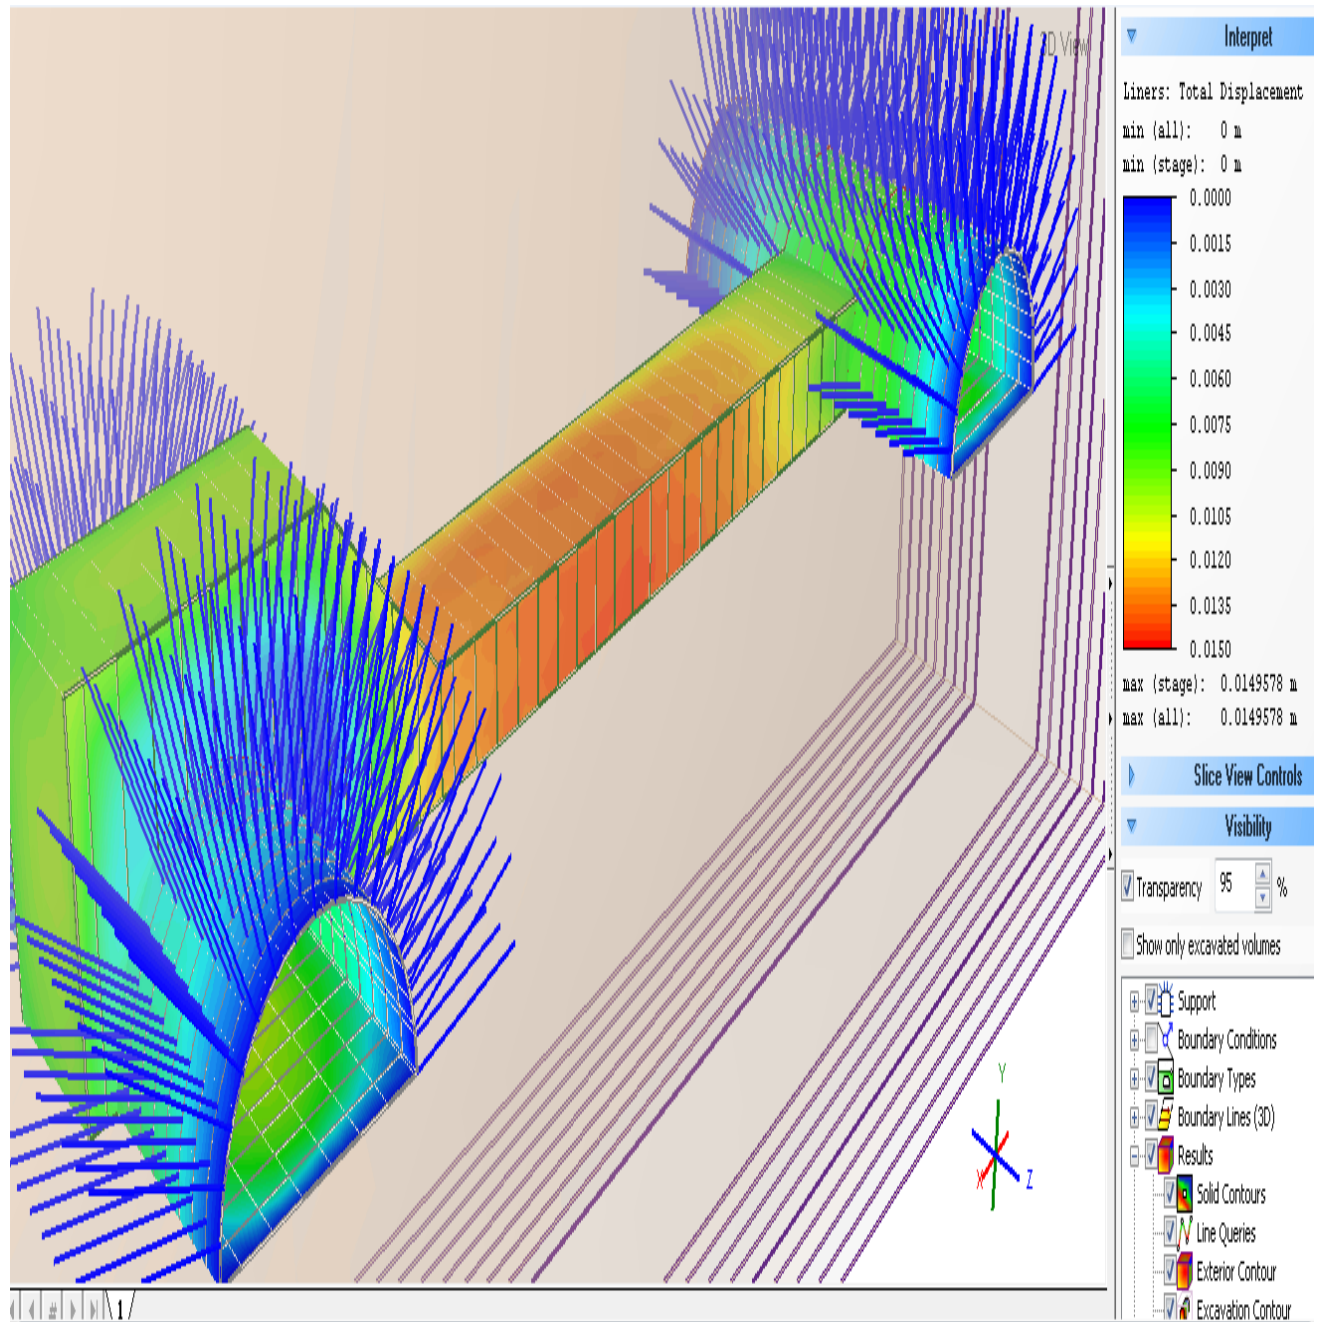 3D View
Interpret
Liners: Total Displacement
min (all): 0 m
min (stage): 0 m
0.0000
0.0015
0.0030
0.0045
0.0060
0.0075
0.0090
0.0105
0.0120
0.0135
0.0150
max (stage): 0.0149578 m
max (all): 0.0149578 m
Slice View Controls
Visibility
Transparency 95 %
Show only excavated volumes
Support
Boundary Conditions
Boundary Types
Boundary Lines (3D)
Results
Solid Contours
Line Queries
Exterior Contour
Excavation Contour
Y
X
Z
# 1